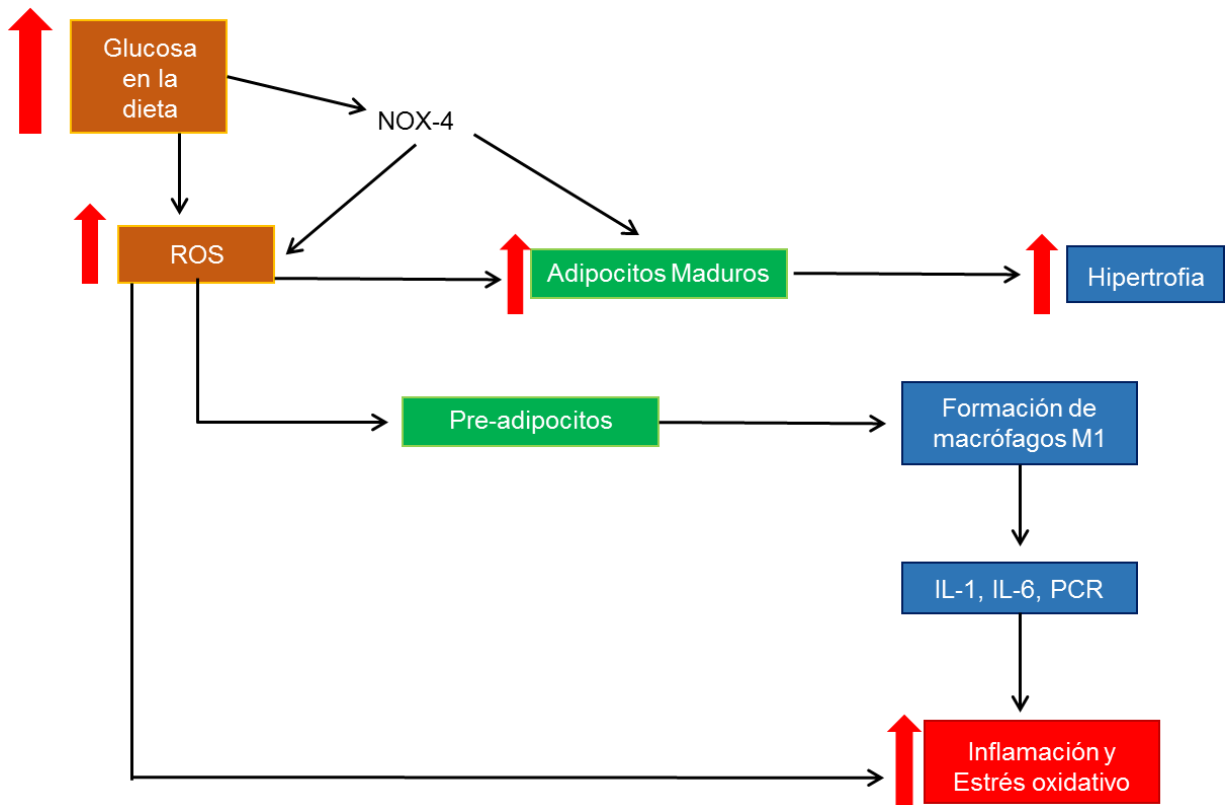 Glucosa
en la
dieta
NOX-4
ROS
Adipocitos Maduros
Hipertrofia
Pre-adipocitos
Formación de
macrófagos M1
IL-1, IL-6, PCR
Inflamación y
Estrés oxidativo